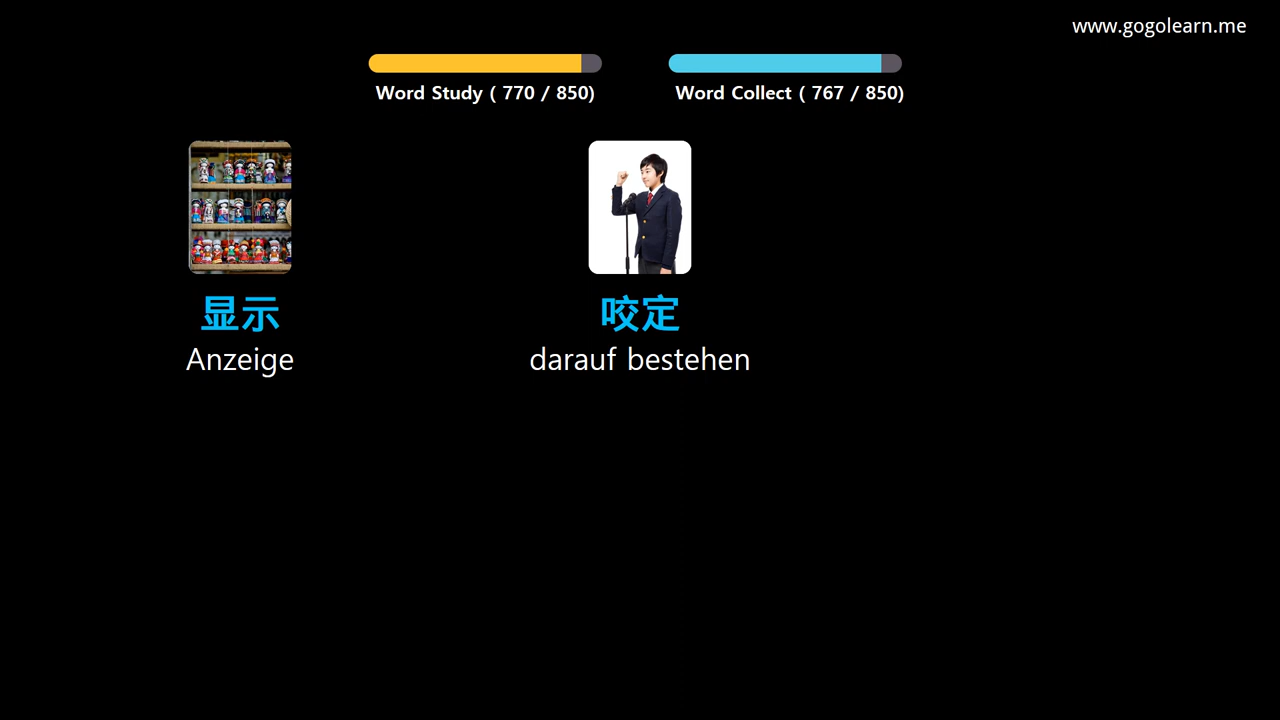 www.gogolearn.me
Word Study ( 770 / 850)
Word Collect ( 767 / 850)
显示
咬定
Anzeige
darauf bestehen